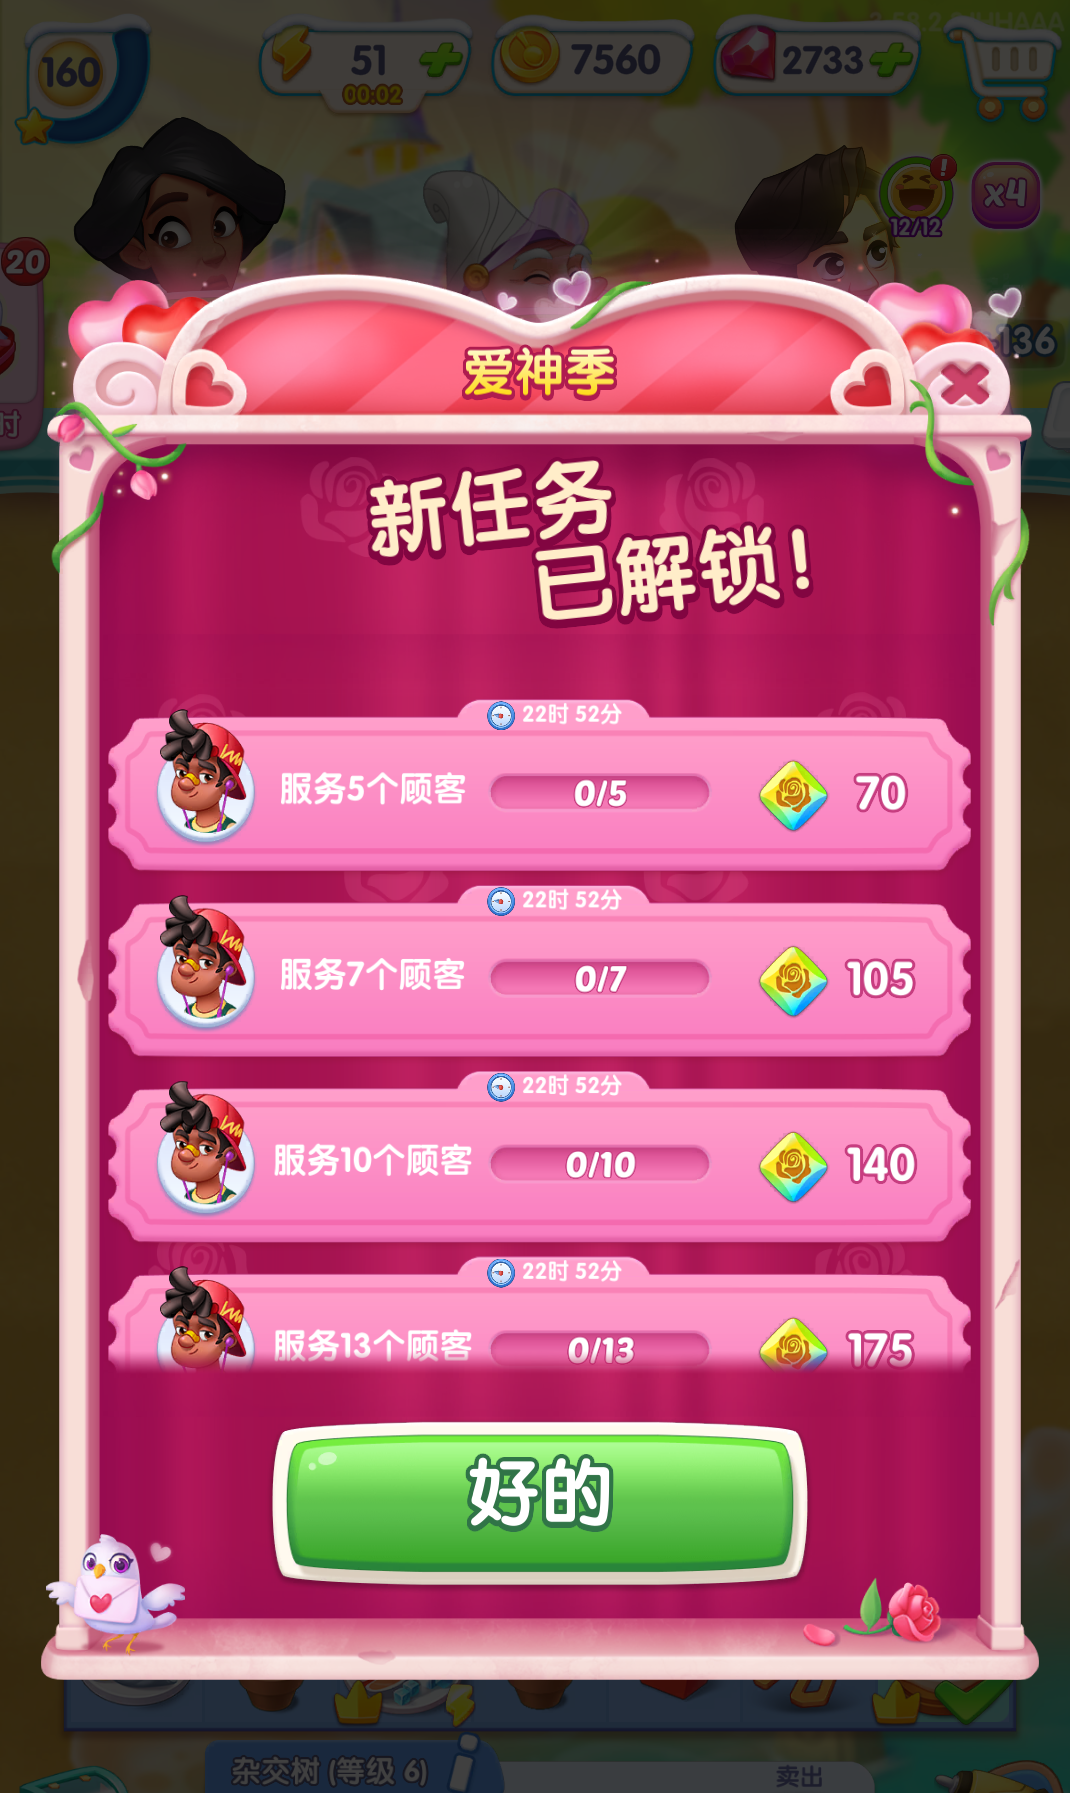 160
51
00:02
7560
2733
12/12
x4
20
136
时
爱神季
新任务
已解锁!
22时 52分
服务5个顾客
0/5
70
22时 52分
服务7个顾客
0/7
105
22时 52分
服务10个顾客
0/10
140
22时 52分
服务13个顾客
0/13
175
好的
杂交树 (等级 6)
卖出